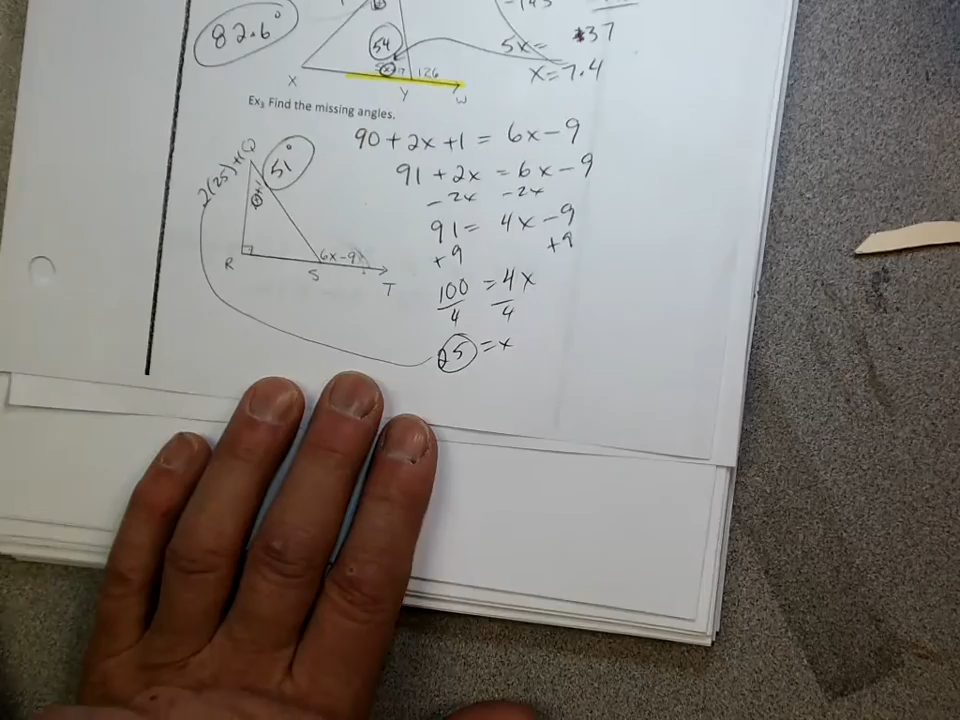 82.6°
54
5x = 37
x = 7.4
126
X
Y
W
Ex3 Find the missing angles.
90 + 2x + 1 = 6x - 9
Q
51°
2(25)+1
91 + 2x = 6x - 9
-2x -2x
91 = 4x - 9
+9 +9
R
S
6x-9
T
100 = 4x
4 4
25 = x